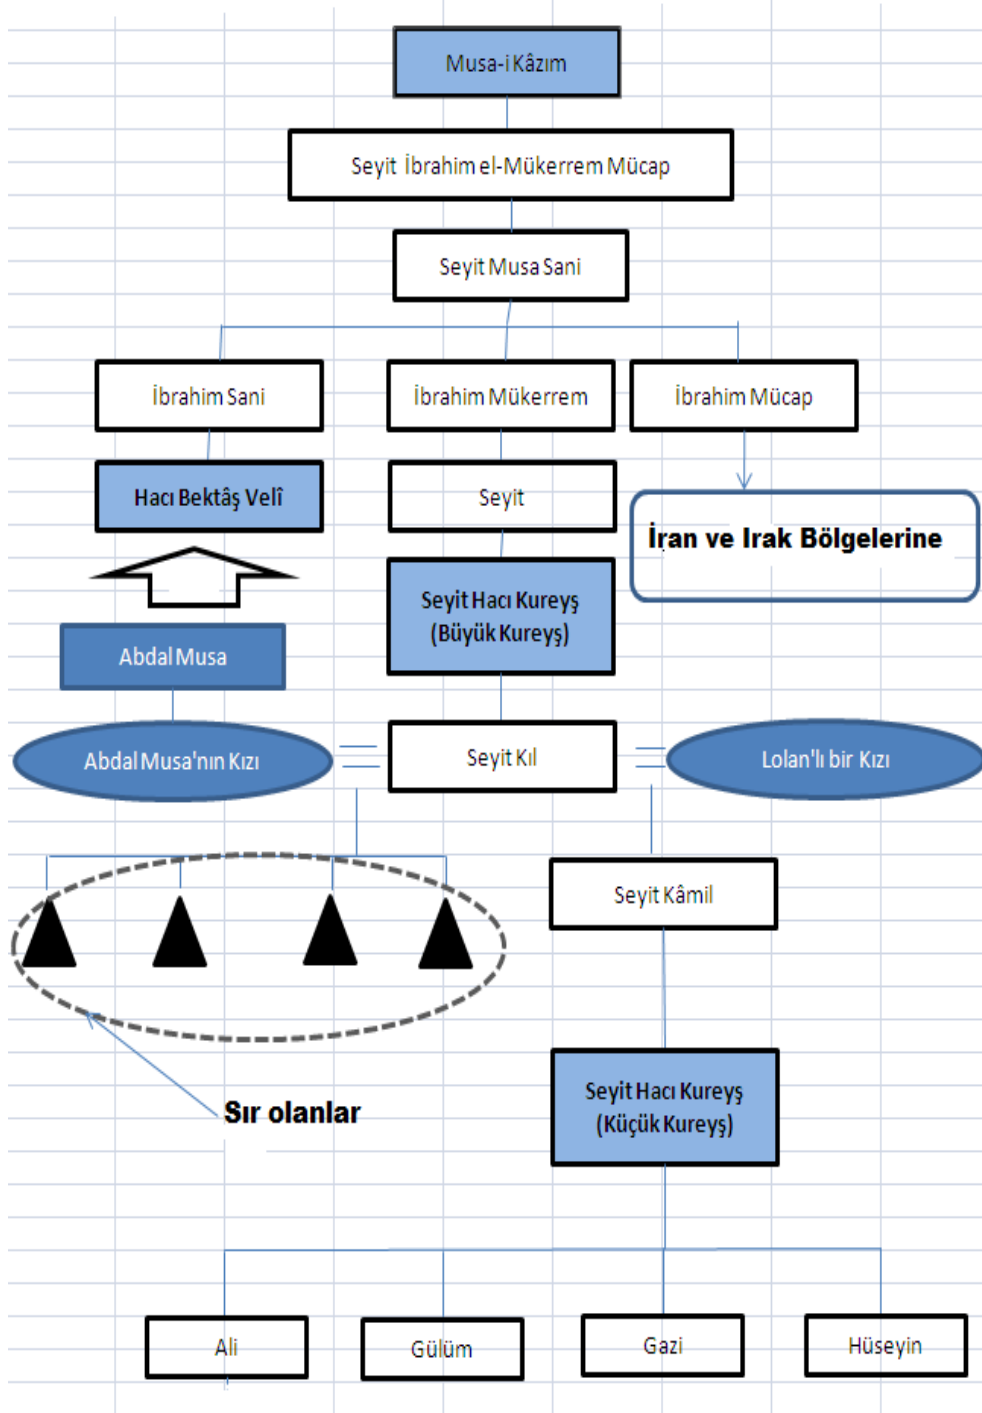 Musa-i Kâzım
Seyit İbrahim el-Mükerrem Mücap
Seyit Musa Sani
İbrahim Sani
İbrahim Mükerrem
İbrahim Mücap
Hacı Bektâş Velî
Seyit
İran ve Irak Bölgelerine
Seyit Hacı Kureyş
(Büyük Kureyş)
Abdal Musa
Abdal Musa'nın Kızı
Seyit Kıl
Lolan'lı bir Kızı
Seyit Kâmil
Seyit Hacı Kureyş
(Küçük Kureyş)
Sır olanlar
Ali
Gülüm
Gazi
Hüseyin